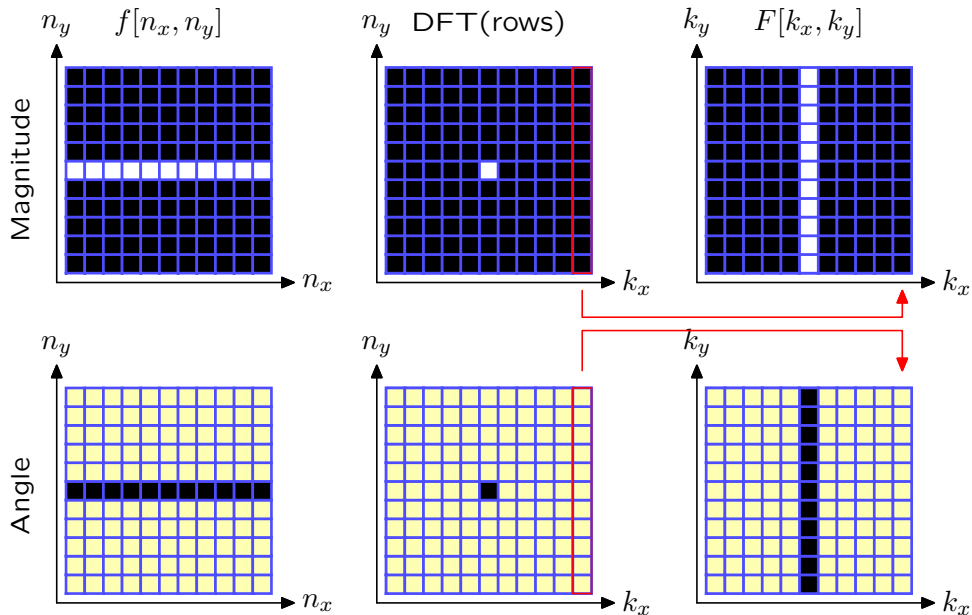 n_y f[n_x, n_y] n_y DFT(rows) k_y F[k_x, k_y]
Magnitude
n_x k_x k_x
n_y n_y k_y
Angle
n_x k_x k_x